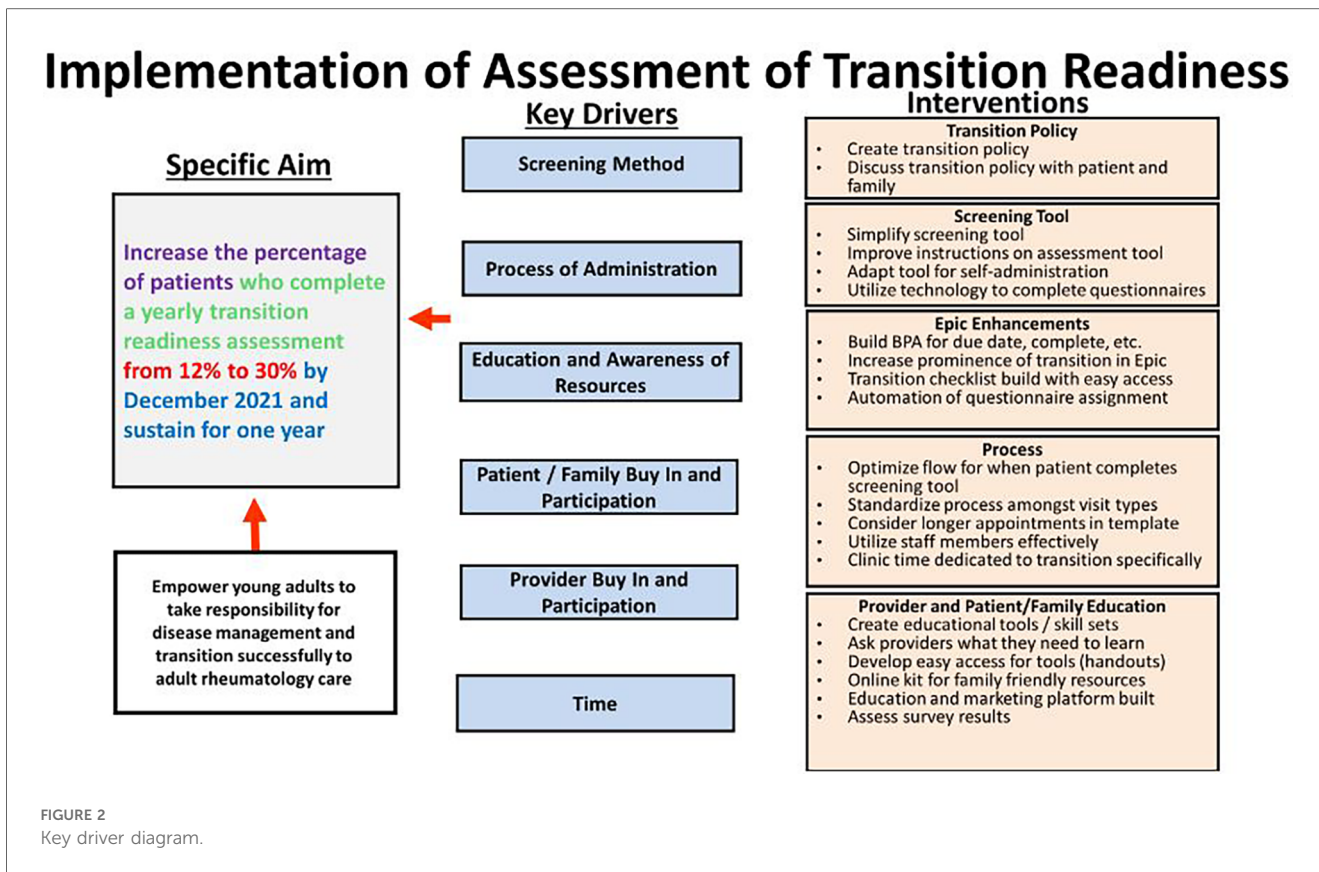 Implementation of Assessment of Transition Readiness
Specific Aim
Increase the percentage
of patients who complete
a yearly transition
readiness assessment
from 12% to 30% by
December 2021 and
sustain for one year
Empower young adults to
take responsibility for
disease management and
transition successfully to
adult rheumatology care
Key Drivers
Screening Method
Process of Administration
Education and Awareness of
Resources
Patient / Family Buy In and
Participation
Provider Buy In and
Participation
Time
Interventions
Transition Policy
• Create transition policy
• Discuss transition policy with patient and
family
Screening Tool
• Simplify screening tool
• Improve instructions on assessment tool
• Adapt tool for self-administration
• Utilize technology to complete questionnaires
Epic Enhancements
• Build BPA for due date, complete, etc.
• Increase prominence of transition in Epic
• Transition checklist build with easy access
• Automation of questionnaire assignment
Process
• Optimize flow for when patient completes
screening tool
• Standardize process amongst visit types
• Consider longer appointments in template
• Utilize staff members effectively
• Clinic time dedicated to transition specifically
Provider and Patient/Family Education
• Create educational tools / skill sets
• Ask providers what they need to learn
• Develop easy access for tools (handouts)
• Online kit for family friendly resources
• Education and marketing platform built
• Assess survey results
FIGURE 2
Key driver diagram.